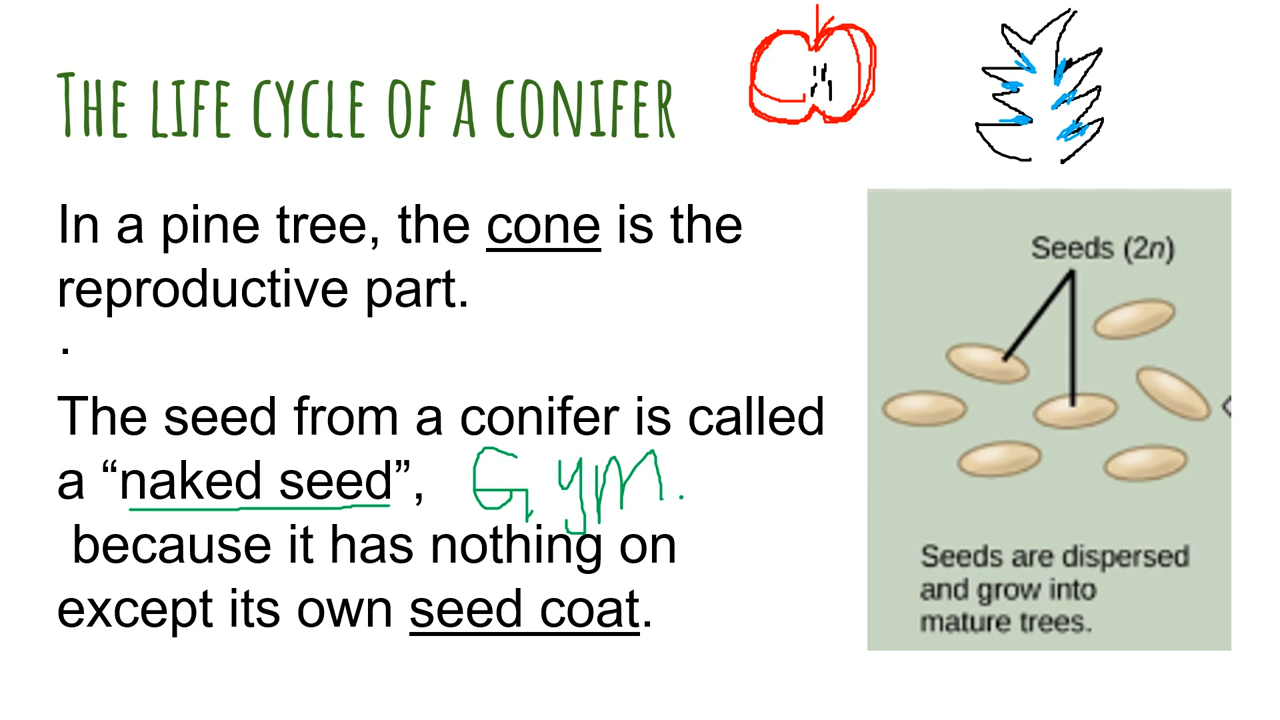 THE LIFE CYCLE OF A CONIFER
In a pine tree, the cone is the
reproductive part.
.
The seed from a conifer is called
a “naked seed”, Gym.
because it has nothing on
except its own seed coat.
Seeds (2n)
Seeds are dispersed
and grow into
mature trees.